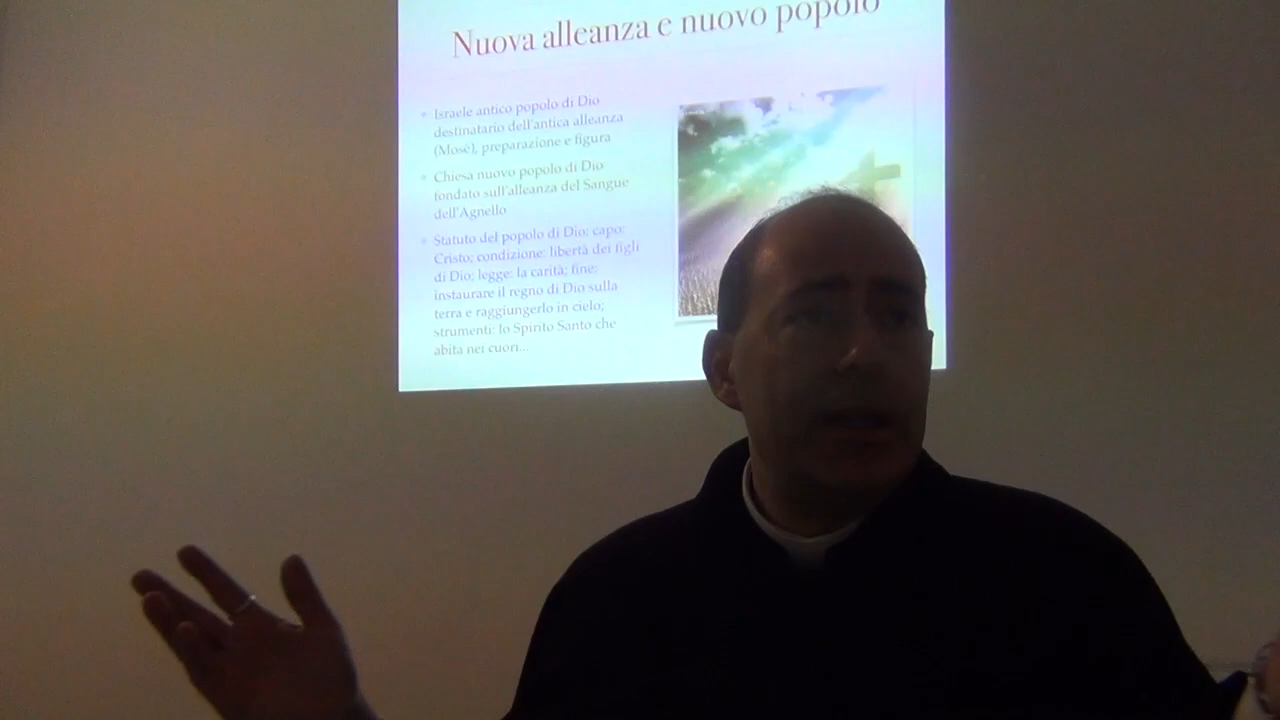 Nuova alleanza e nuovo popolo
Israele antico popolo di Dio
destinatario dell'antica alleanza
(Mosè), preparazione e figura
Chiesa nuovo popolo di Dio
fondato sull'alleanza del Sangue
dell'Agnello
Statuto del popolo di Dio: capo:
Cristo; condizione: libertà dei figli
di Dio; legge: la carità; fine:
instaurare il regno di Dio sulla
terra e raggiungerlo in cielo;
strumenti: lo Spirito Santo che
abita nei cuori...